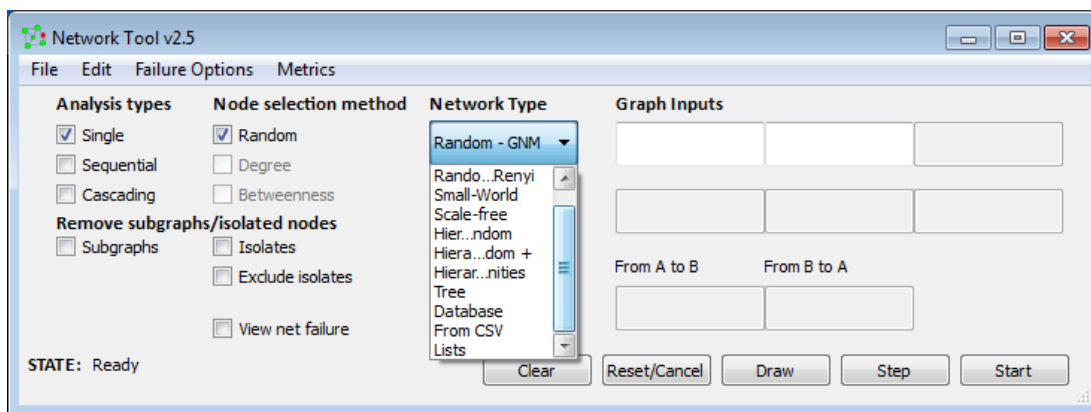 Network Tool v2.5
File Edit Failure Options Metrics
Analysis types Node selection method Network Type Graph Inputs
Single Random Random - GNM
Sequential Degree Rando...Renyi
Cascading Betweenness Small-World
Scale-free
Remove subgraphs/isolated nodes Hier...ndom
Subgraphs Isolates Hiera...dom +
Exclude isolates Hierar...nities From A to B From B to A
Tree
Database
View net failure From CSV
Lists
STATE: Ready Clear Reset/Cancel Draw Step Start